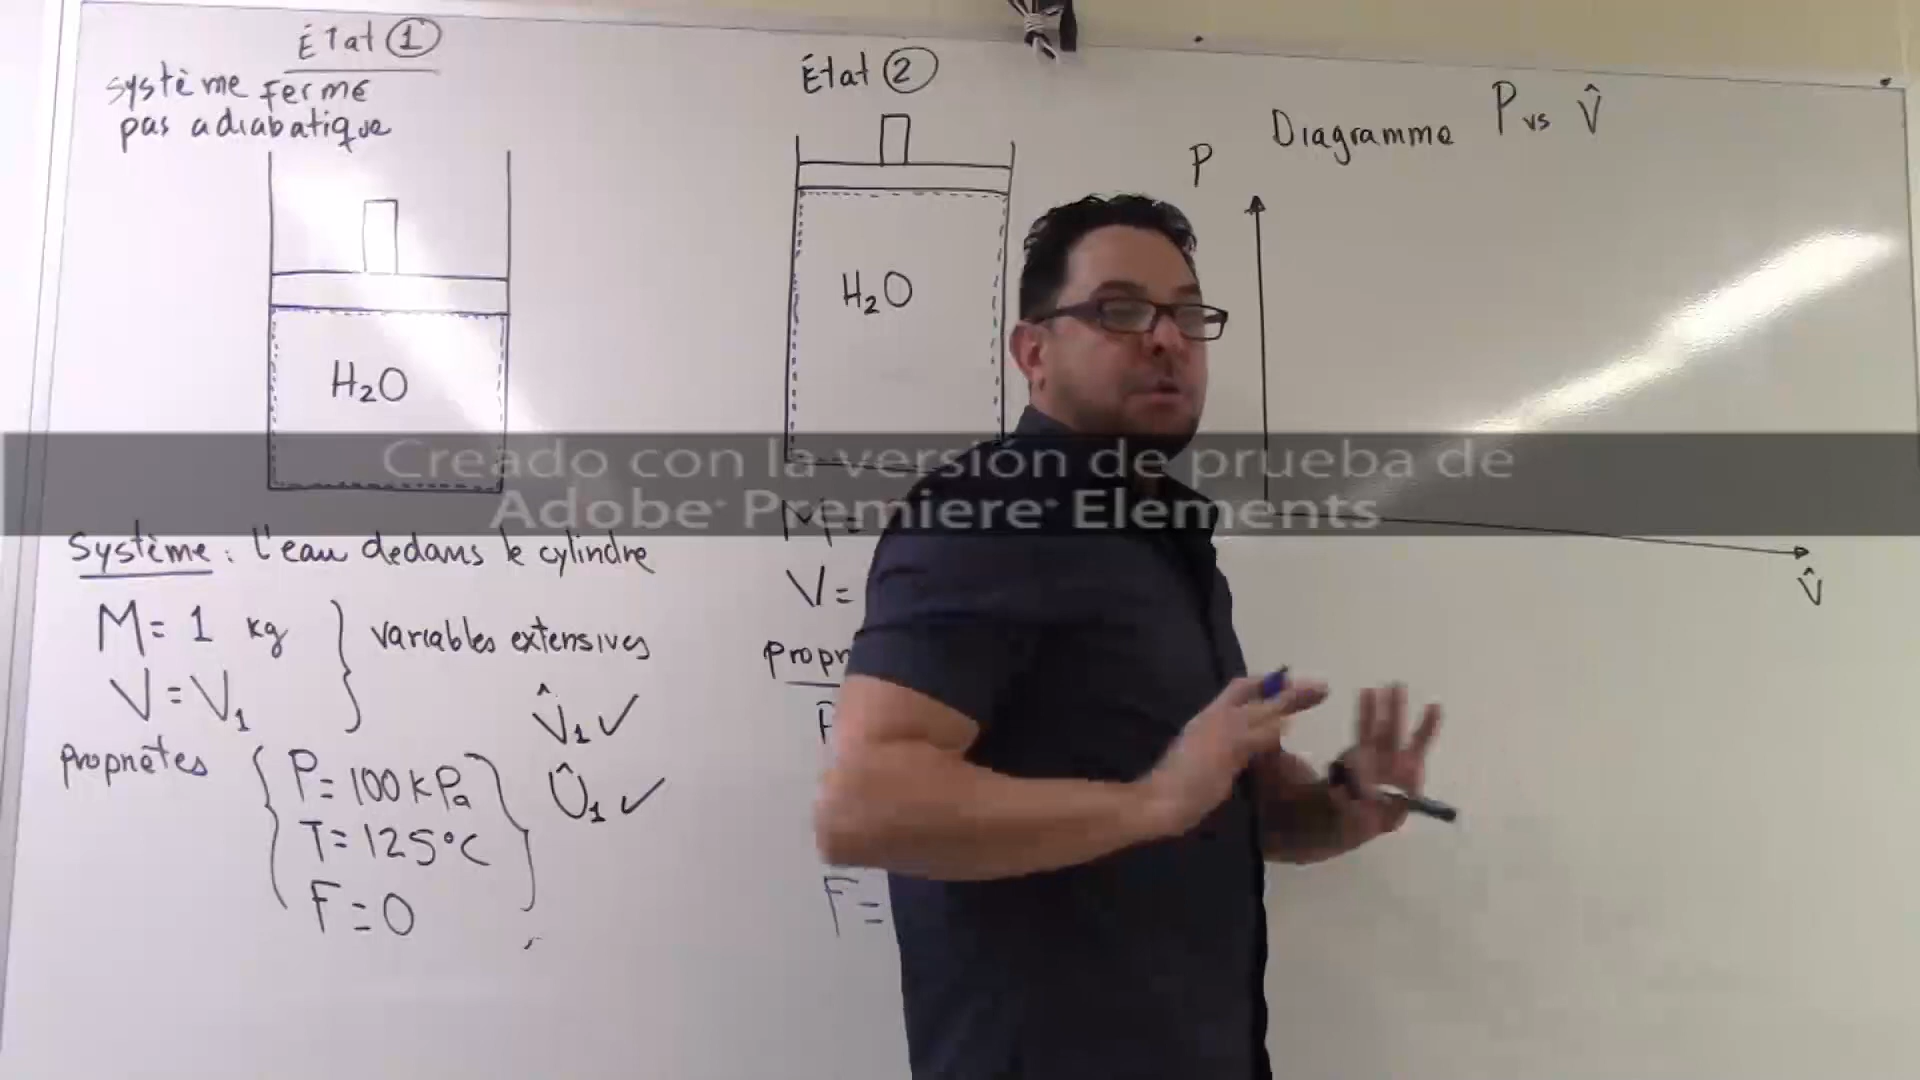 État ①
système fermé
pas adiabatique
H₂O
Système : l'eau dedans le cylindre
M = 1 kg
V = V₁
variables extensives
V̂₁ ✓
Û₁ ✓
propriétes
P = 100 kPa
T = 125°C
F = 0
État ②
H₂O
M =
V =
F =
Diagramme P vs V̂
P
V̂
Creado con la versión de prueba de
Adobe Premiere Elements